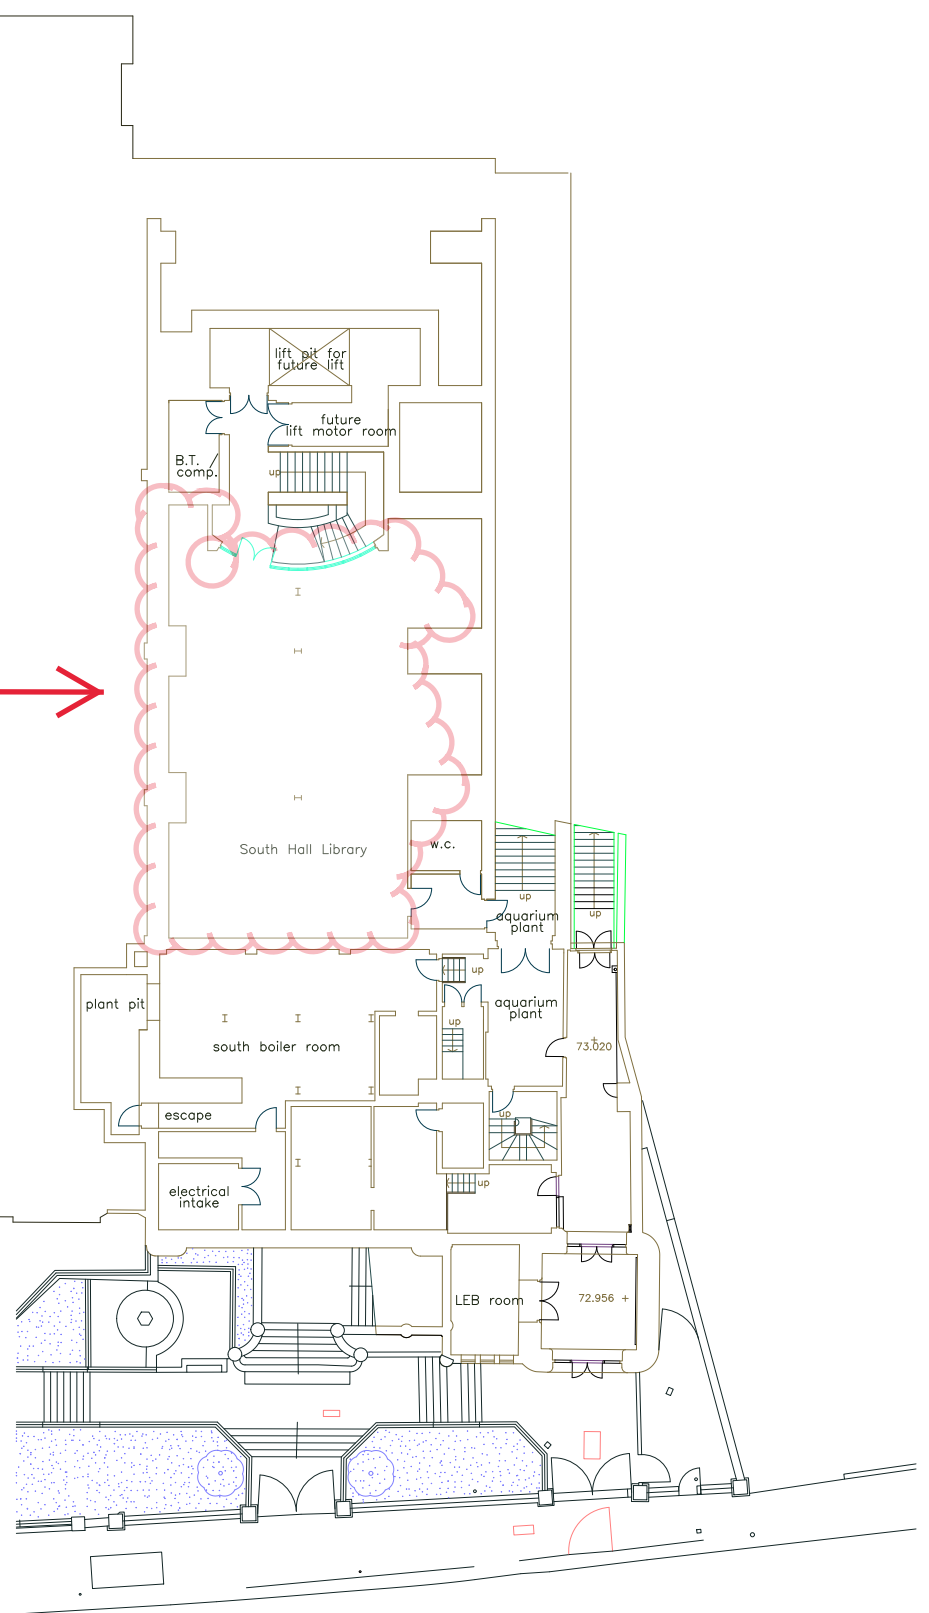 lift pit for
future lift
future
lift motor room
B.T.
comp.
up
South Hall Library
w.c.
up
aquarium
plant
up
up
aquarium
plant
plant pit
up
73.020
south boiler room
escape
up
up
electrical
intake
LEB room
72.956